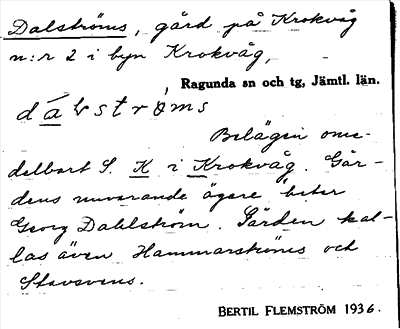 Dalströms, gård på Krokvåg
n:r 2 i byn Krokvåg,
Ragunda sn och tg, Jämtl. län.
dálströms
Belägen ome-
delbart S. K i Krokvåg. Går-
dens nuvarande ägare heter
Georg Dahlström. Gården kal-
las även Hammarströms och
Stavsvens.
BERTIL FLEMSTRÖM 1936.